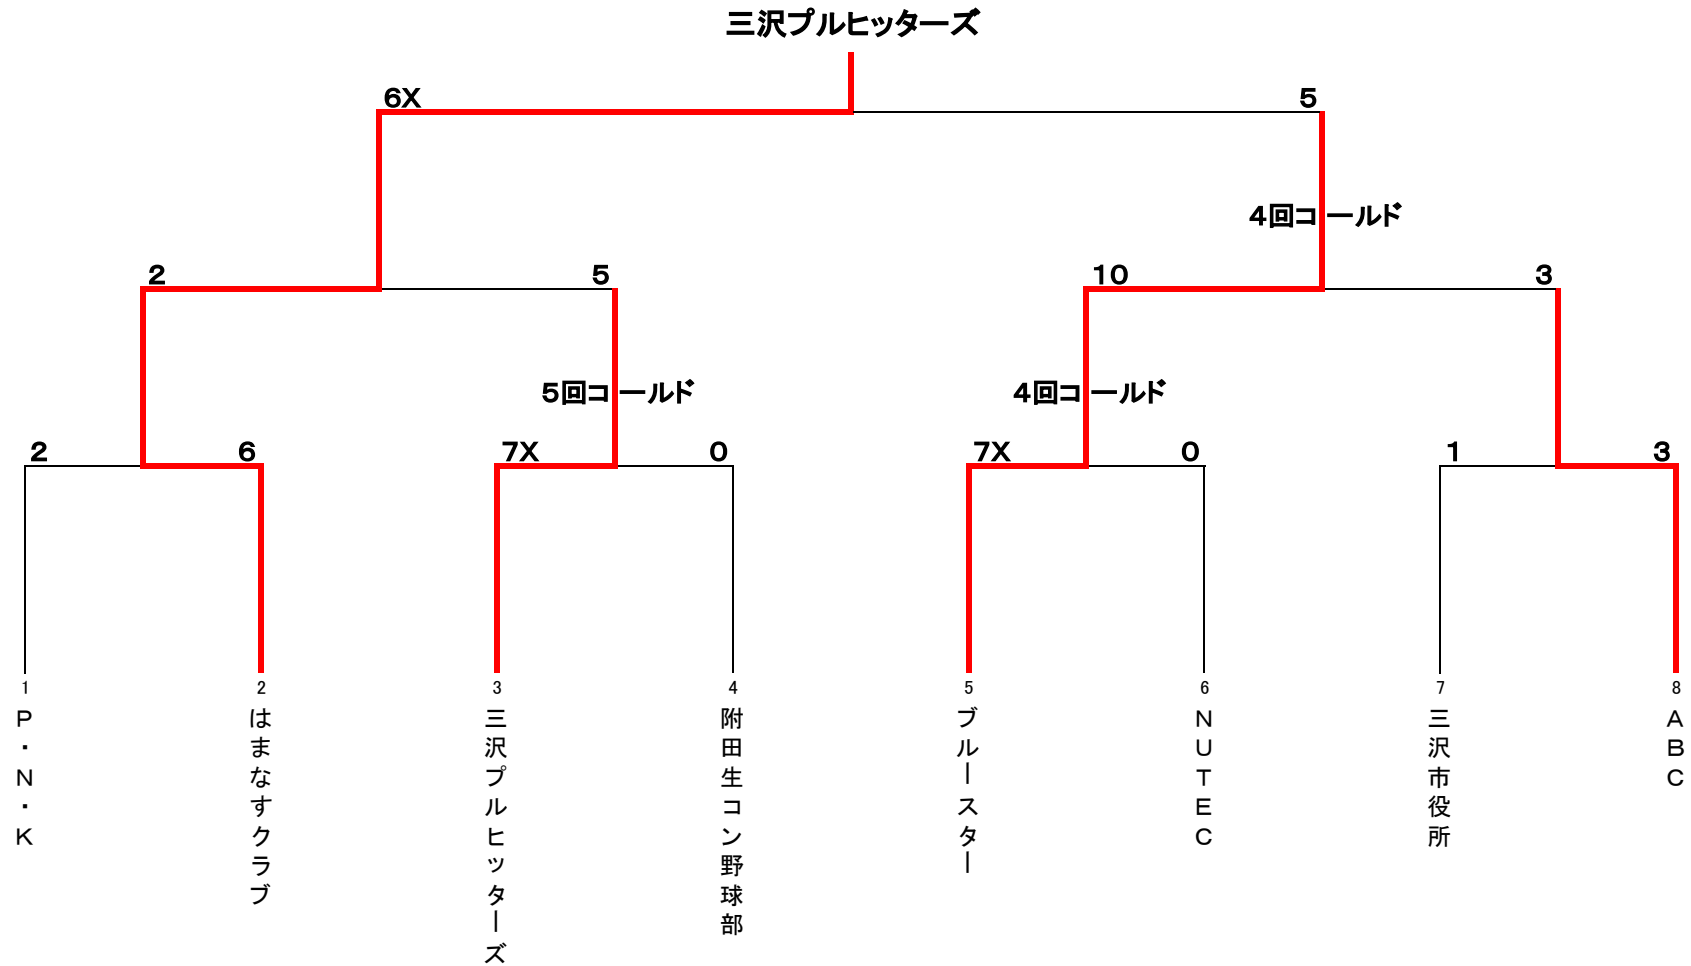 三沢プルヒッターズ
6X
5
4回コールド
2
5
10
3
5回コールド
4回コールド
2
6
7X
0
7X
0
1
3
1
2
3
4
5
6
7
8
P・N・K
はまなすクラブ
三沢プルヒッターズ
附田生コン野球部
ブルースター
NUTEC
三沢市役所
ABC